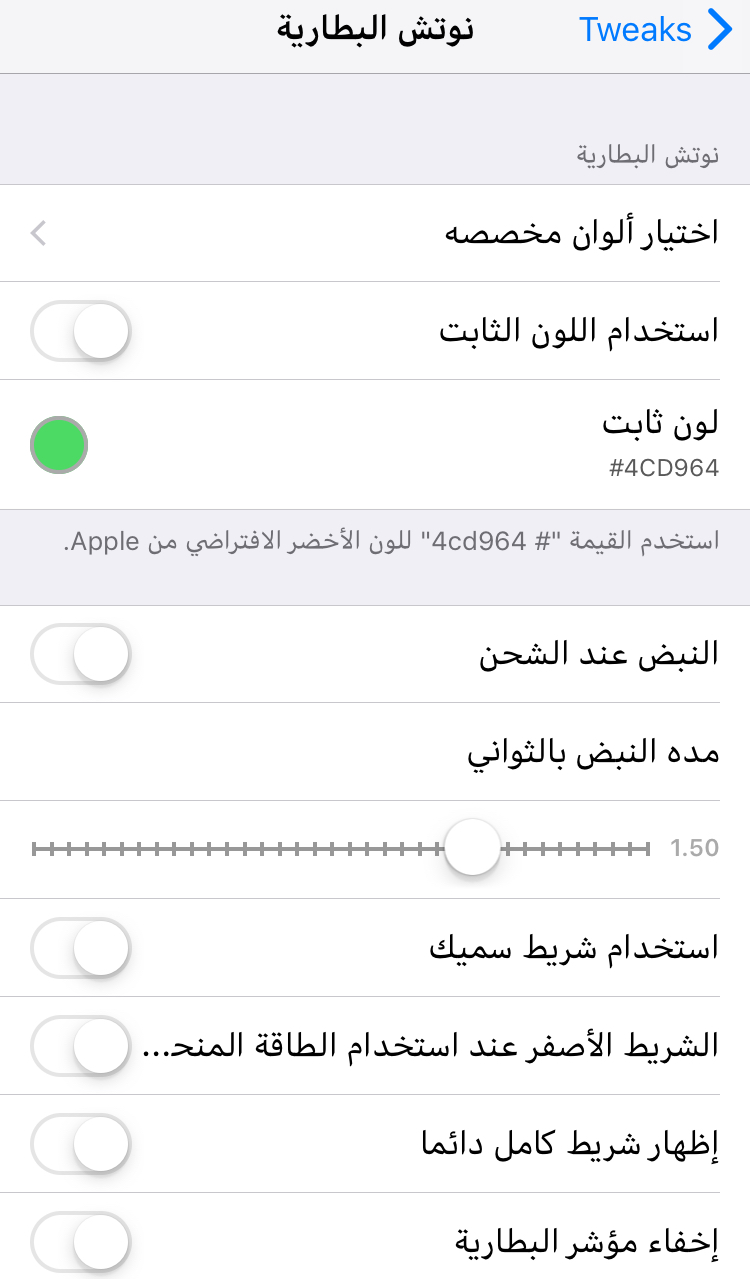 Tweaks
نوتش البطارية
نوتش البطارية
اختيار ألوان مخصصه
استخدام اللون الثابت
لون ثابت
#4CD964
استخدم القيمة "# 4cd964" للون الأخضر الافتراضي من Apple.
النبض عند الشحن
مده النبض بالثواني
1.50
استخدام شريط سميك
الشريط الأصفر عند استخدام الطاقة المنخـ...
إظهار شريط كامل دائما
إخفاء مؤشر البطارية